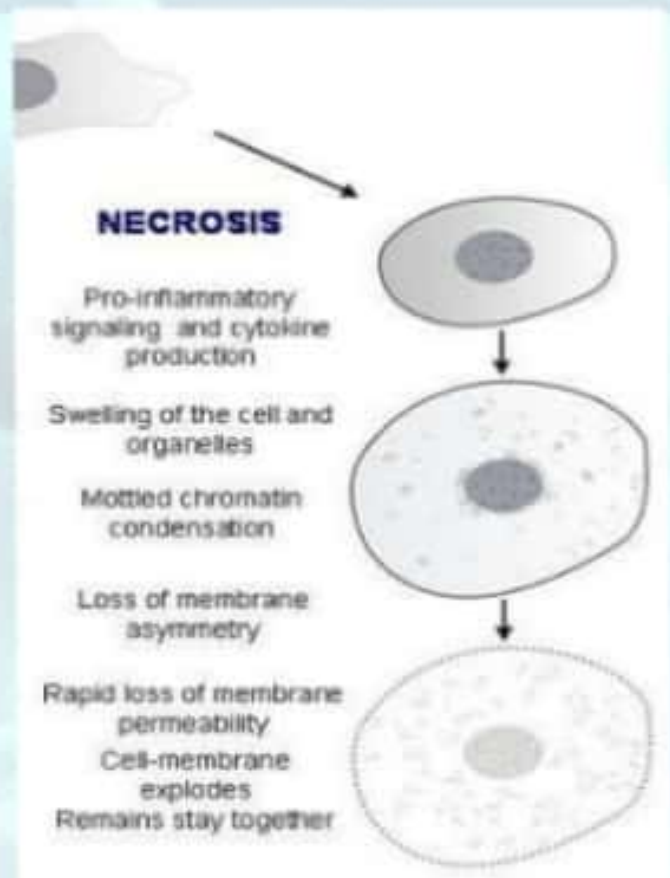 NECROSIS
Pro-inflammatory
signaling and cytokine
production
Swelling of the cell and
organelles
Mottled chromatin
condensation
Loss of membrane
asymmetry
Rapid loss of membrane
permeability
Cell-membrane
explodes
Remains stay together